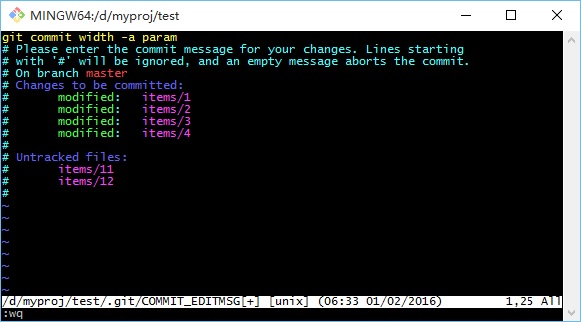 MINGW64:/d/myproj/test
git commit width -a param
# Please enter the commit message for your changes. Lines starting
# with '#' will be ignored, and an empty message aborts the commit.
# On branch master
# Changes to be committed:
#       modified:   items/1
#       modified:   items/2
#       modified:   items/3
#       modified:   items/4
#
# Untracked files:
#       items/11
#       items/12
#
~
~
~
~
~
~
~
/d/myproj/test/.git/COMMIT_EDITMSG[+] [unix] (06:33 01/02/2016) 1,25 All
:wq